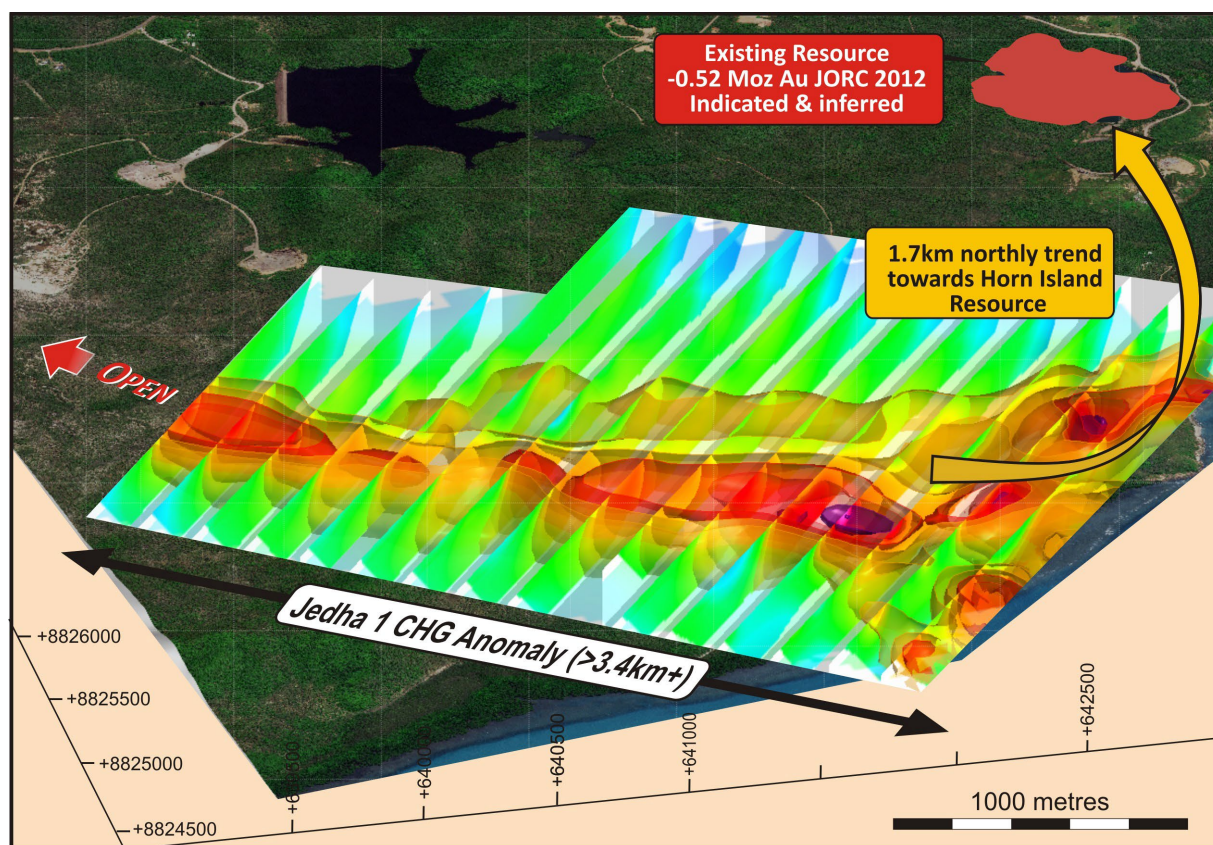 Existing Resource
-0.52 Moz Au JORC 2012
Indicated & inferred
1.7km northly trend
towards Horn Island
Resource
OPEN
Jedha 1 CHG Anomaly (>3.4km+)
+8826000
+8825500
+8825000
+8824500
+640000
+640500
+641000
+642500
1000 metres